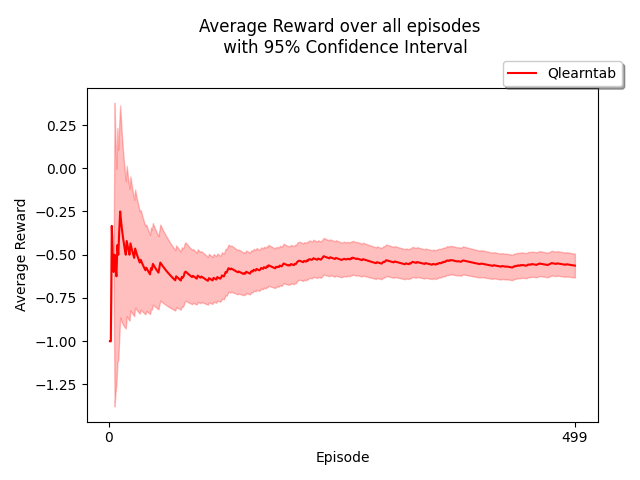 Average Reward over all episodes
with 95% Confidence Interval
Qlearntab
0.25
0.00
−0.25
−0.50
−0.75
−1.00
−1.25
Average Reward
0
499
Episode